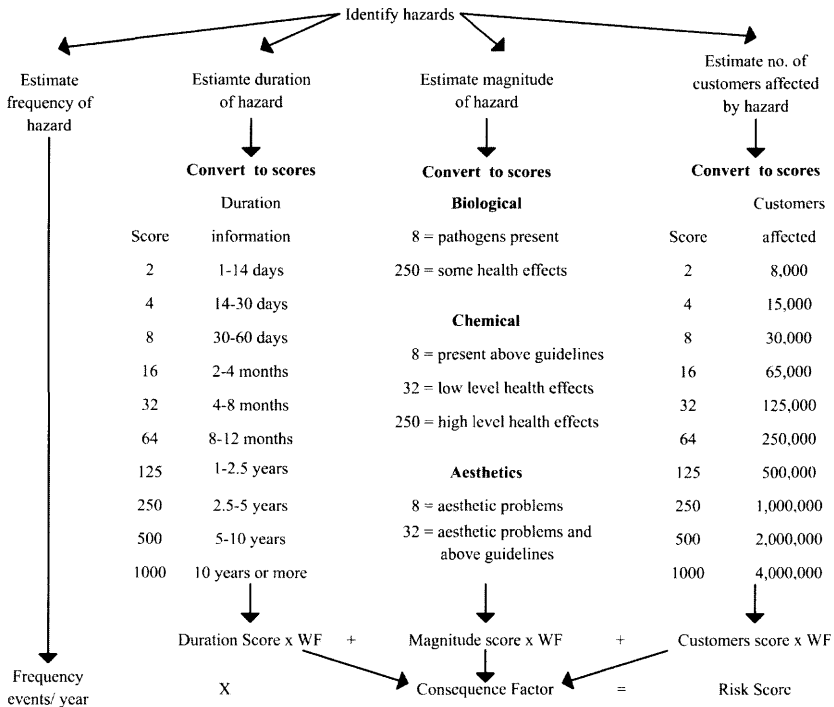 Identify hazards
Estimate
frequency of
hazard
Estiamte duration
of hazard
Estimate magnitude
of hazard
Estimate no. of
customers affected
by hazard
Convert to scores
Convert to scores
Convert to scores
Duration
Score information
2 1-14 days
4 14-30 days
8 30-60 days
16 2-4 months
32 4-8 months
64 8-12 months
125 1-2.5 years
250 2.5-5 years
500 5-10 years
1000 10 years or more
Biological
8 = pathogens present
250 = some health effects
Chemical
8 = present above guidelines
32 = low level health effects
250 = high level health effects
Aesthetics
8 = aesthetic problems
32 = aesthetic problems and
above guidelines
Customers
Score affected
2 8,000
4 15,000
8 30,000
16 65,000
32 125,000
64 250,000
125 500,000
250 1,000,000
500 2,000,000
1000 4,000,000
Duration Score x WF + Magnitude score x WF + Customers score x WF
Frequency
events/ year X Consequence Factor = Risk Score